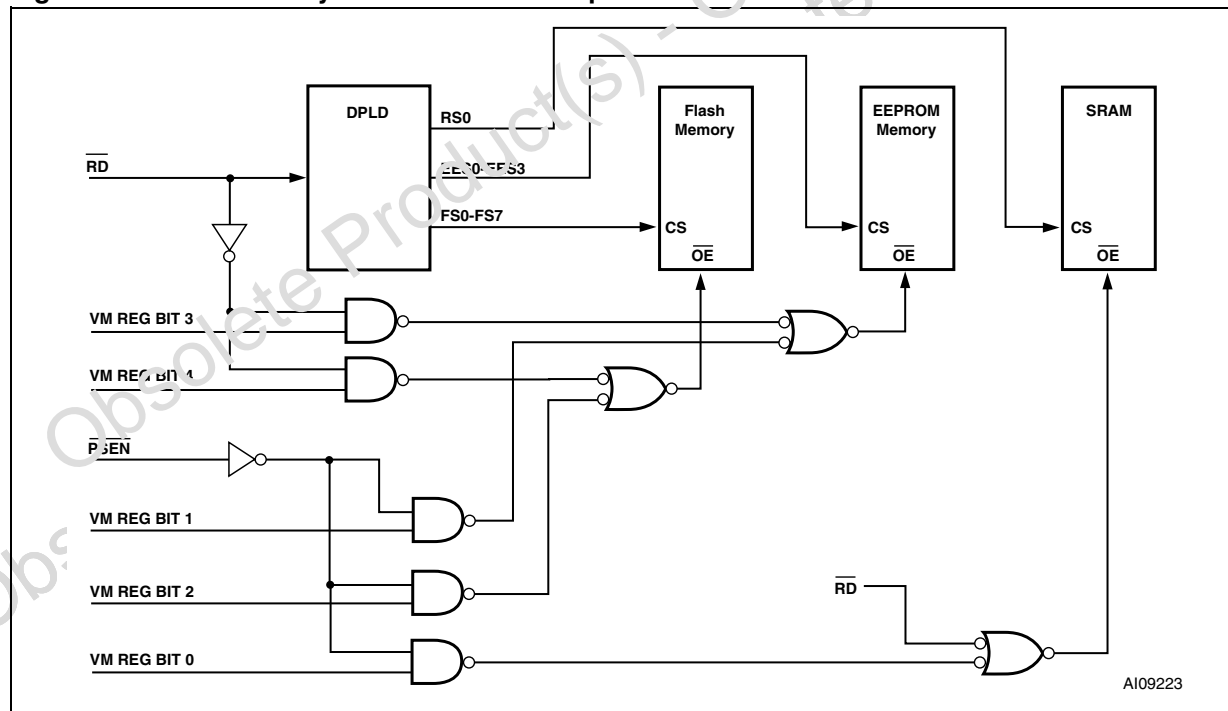 DPLD
RS0
EES0-EES3
FS0-FS7
RD
Flash
Memory
CS
OE
EEPROM
Memory
CS
OE
SRAM
CS
OE
VM REG BIT 3
VM REG BIT 4
PSEN
VM REG BIT 1
VM REG BIT 2
VM REG BIT 0
RD
AI09223
Obsolete Product(s) -